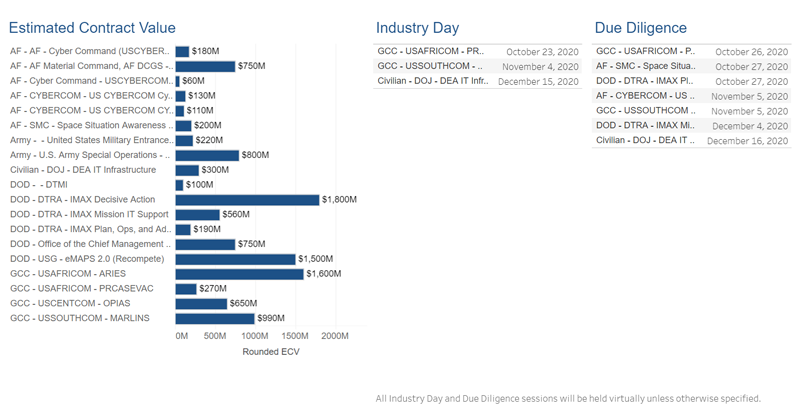 Estimated Contract Value
AF - AF - Cyber Command (USCYBER.. $180M
AF - AF Material Command, AF DCGS -.. $750M
AF - Cyber Command - USCYBERCOM.. $60M
AF - CYBERCOM - US CYBERCOM Cy.. $130M
AF - CYBERCOM - US CYBERCOM Cy.. $110M
AF - SMC - Space Situation Awareness .. $200M
Army - - United States Military Entrance.. $220M
Army - U.S. Army Special Operations - .. $800M
Civilian - DOJ - DEA IT Infrastructure $300M
DOD - - DTMI $100M
DOD - DTRA - IMAX Decisive Action $1,800M
DOD - DTRA - IMAX Mission IT Support $560M
DOD - DTRA - IMAX Plan, Ops, and Ad.. $190M
DOD - Office of the Chief Management .. $750M
DOD - USG - eMAPS 2.0 (Recompete) $1,500M
GCC - USAFRICOM - ARIES $1,600M
GCC - USAFRICOM - PRCASEVAC $270M
GCC - USCENTCOM - OPIAS $650M
GCC - USSOUTHCOM - MARLINS $990M
0M 500M 1000M 1500M 2000M
Rounded ECV
Industry Day
GCC - USAFRICOM - PR.. October 23, 2020
GCC - USSOUTHCOM - .. November 4, 2020
Civilian - DOJ - DEA IT Infr.. December 15, 2020
Due Diligence
GCC - USAFRICOM - P.. October 26, 2020
AF - SMC - Space Situa.. October 27, 2020
DOD - DTRA - IMAX Pl.. October 27, 2020
AF - CYBERCOM - US .. November 5, 2020
GCC - USSOUTHCOM .. November 5, 2020
DOD - DTRA - IMAX Mi.. December 4, 2020
Civilian - DOJ - DEA IT .. December 16, 2020
All Industry Day and Due Diligence sessions will be held virtually unless otherwise specified.